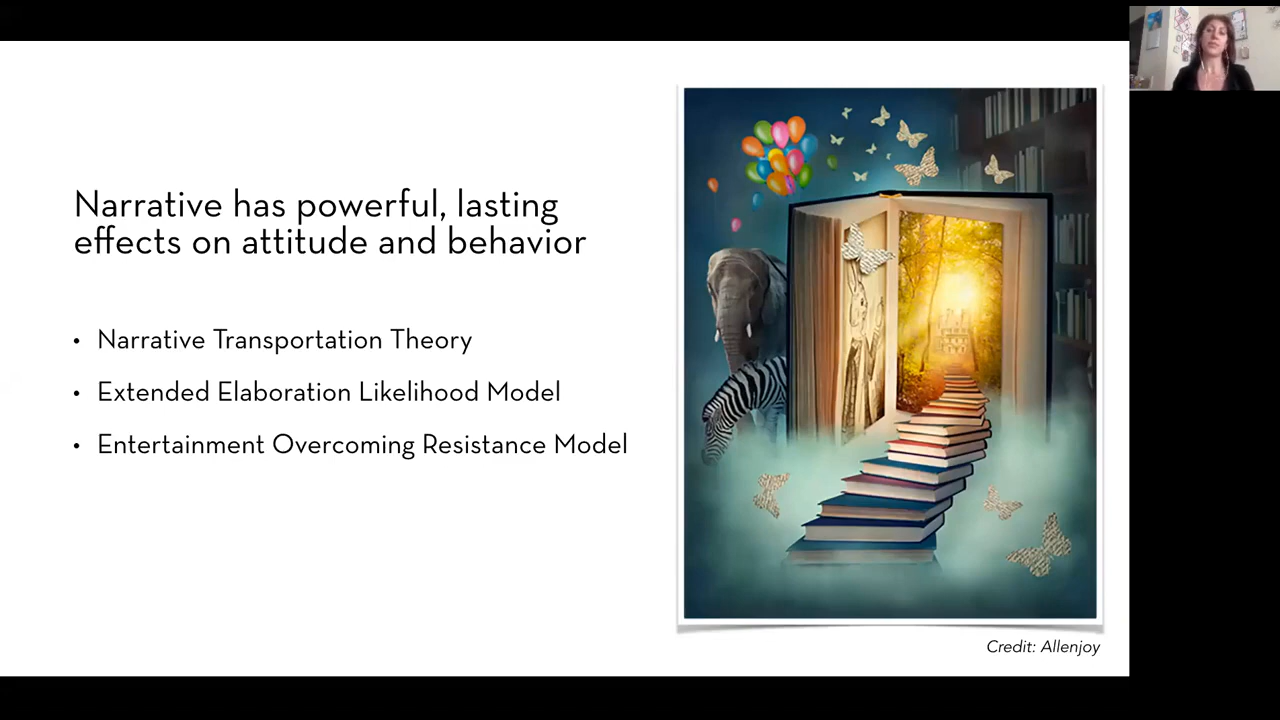 Narrative has powerful, lasting
effects on attitude and behavior
• Narrative Transportation Theory
• Extended Elaboration Likelihood Model
• Entertainment Overcoming Resistance Model
Credit: Allenjoy